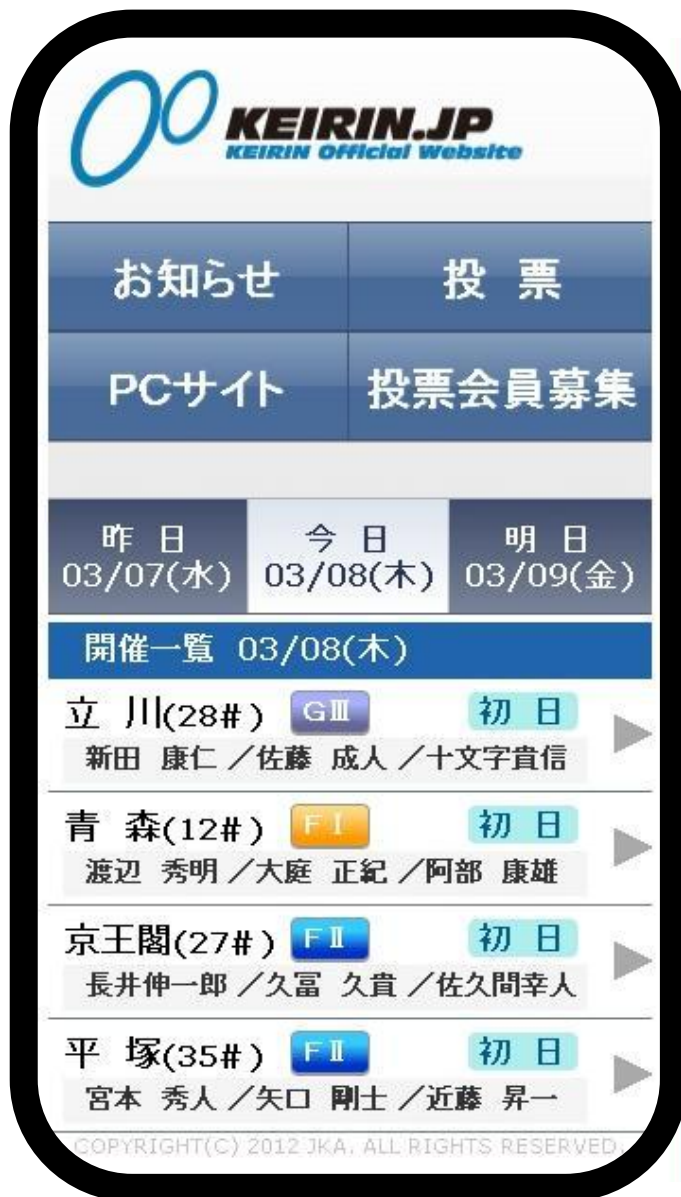 KEIRIN.JP
KEIRIN Official Website
お知らせ 投 票
PCサイト 投票会員募集
昨 日 今 日 明 日
03/07(水) 03/08(木) 03/09(金)
開催一覧 03/08(木)
立 川(28#) GⅢ 初 日
新田 康仁／佐藤 成人／十文字貴信
青 森(12#) FⅠ 初 日
渡辺 秀明／大庭 正紀／阿部 康雄
京王閣(27#) FⅡ 初 日
長井伸一郎／久冨 久貴／佐久間幸人
平 塚(35#) FⅡ 初 日
宮本 秀人／矢口 剛士／近藤 昇一
COPYRIGHT(C) 2012 JKA, ALL RIGHTS RESERVED.